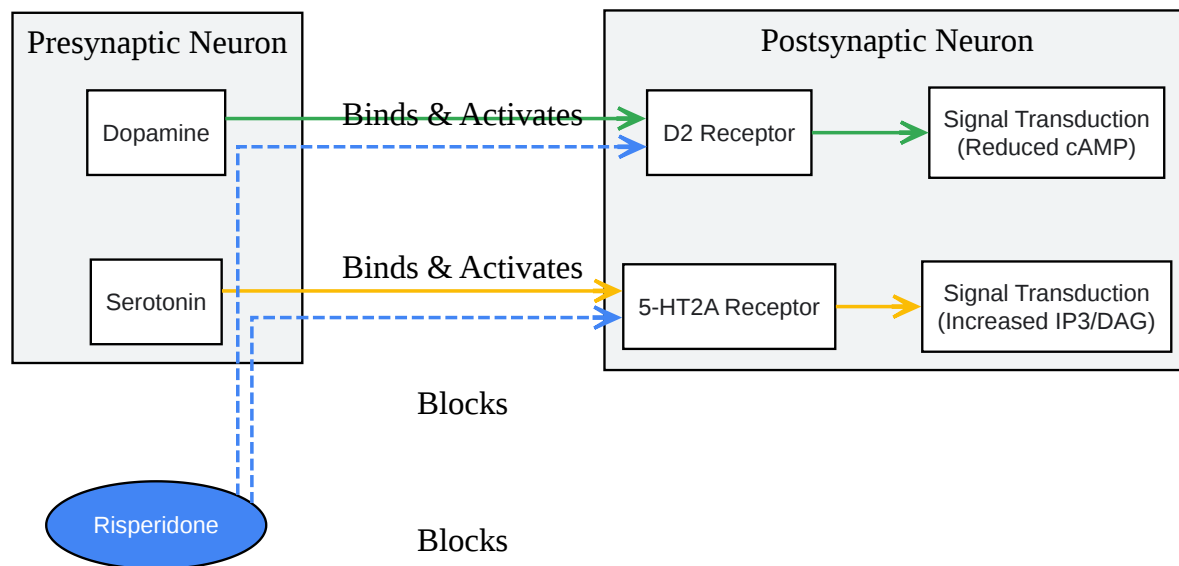 Presynaptic Neuron
Postsynaptic Neuron
Dopamine
Binds & Activates
D2 Receptor
Signal Transduction
(Reduced cAMP)
Serotonin
Binds & Activates
5-HT2A Receptor
Signal Transduction
(Increased IP3/DAG)
Blocks
Risperidone
Blocks